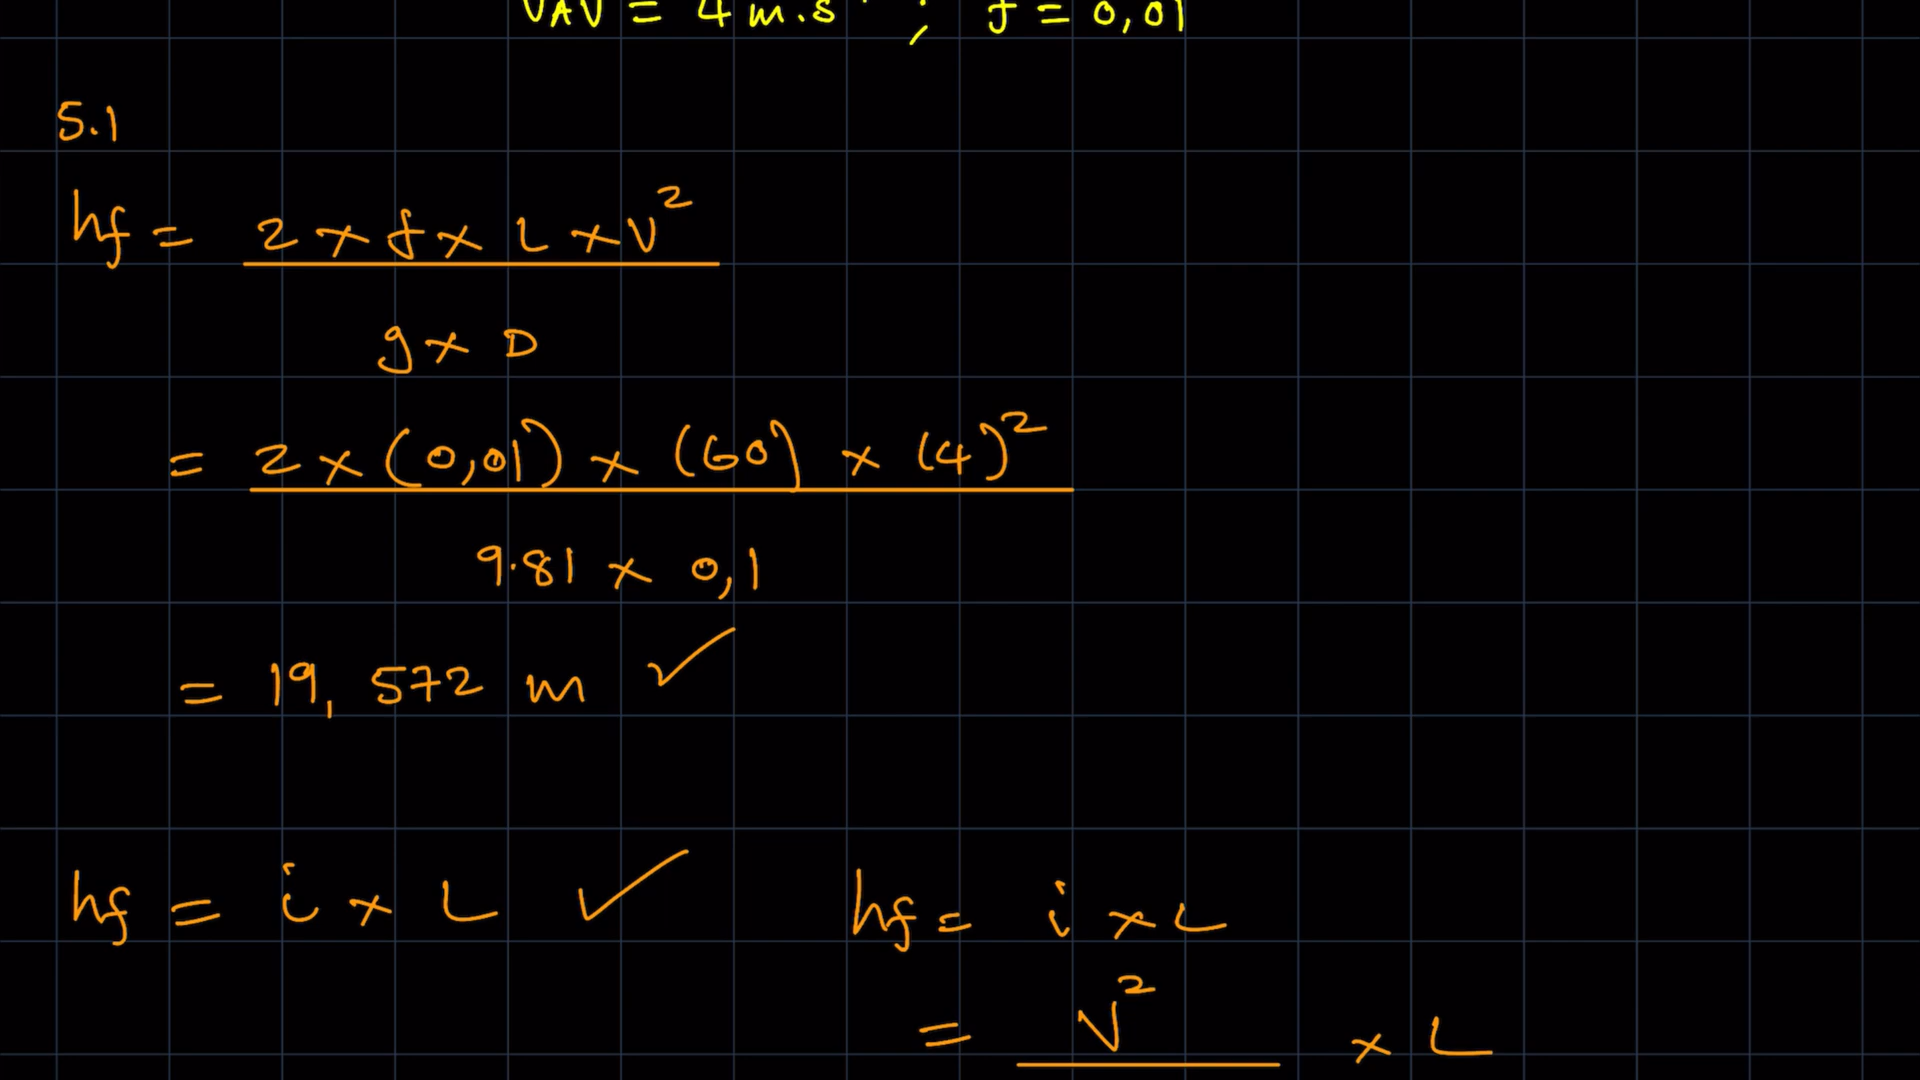 VAV = 4 m.s ; f = 0,01
5.1
hf = 2 × f × L × V²
g × D
= 2 × (0,01) × (60) × (4)²
9.81 × 0,1
= 19,572 m ✓
hf = i × L ✓
hf = i × L
= V² × L